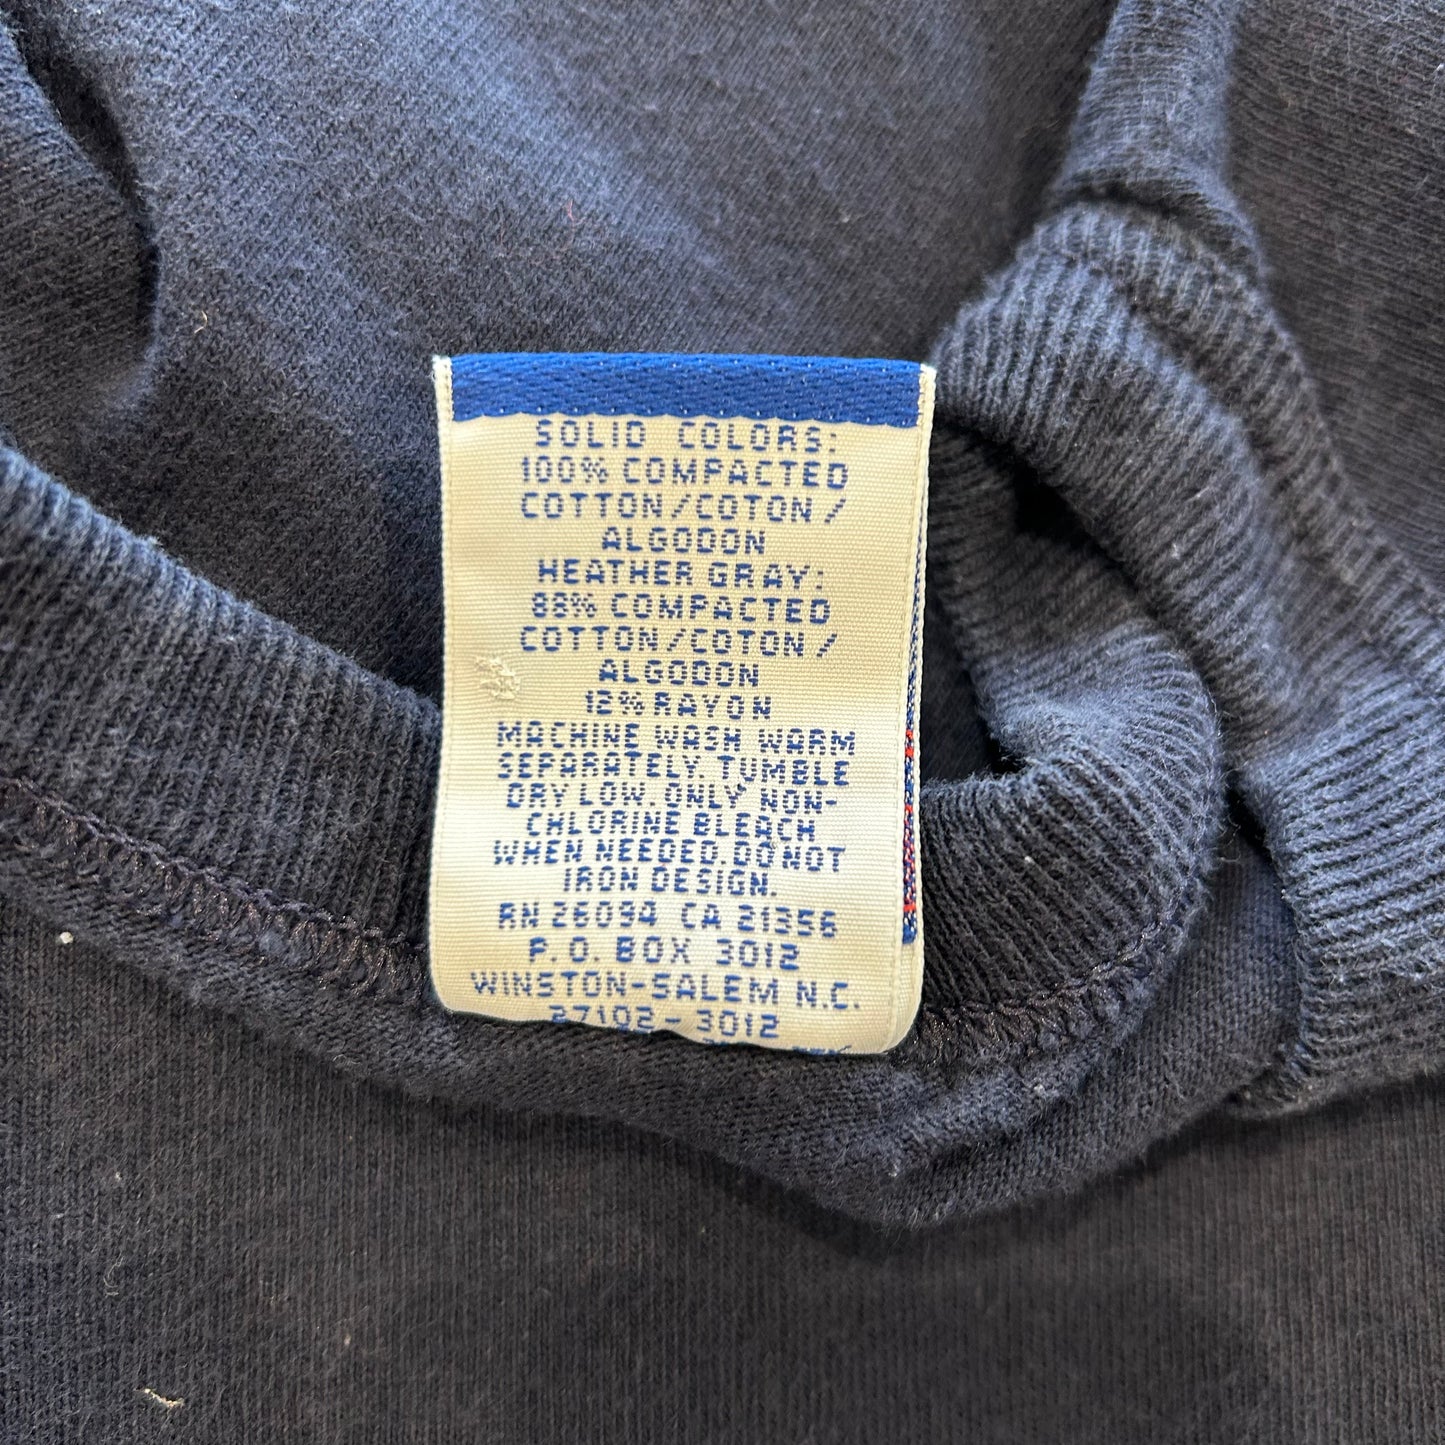 SOLID COLORS:
100% COMPACTED
COTTON/COTON/
ALGODON
HEATHER GRAY:
88% COMPACTED
COTTON/COTON/
ALGODON
12% RAYON
MACHINE WASH WARM
SEPARATELY. TUMBLE
DRY LOW. ONLY NON-
CHLORINE BLEACH
WHEN NEEDED. DO NOT
IRON DESIGN.
RN 26094 CA 21356
P.O. BOX 3012
WINSTON-SALEM N.C.
27102-3012